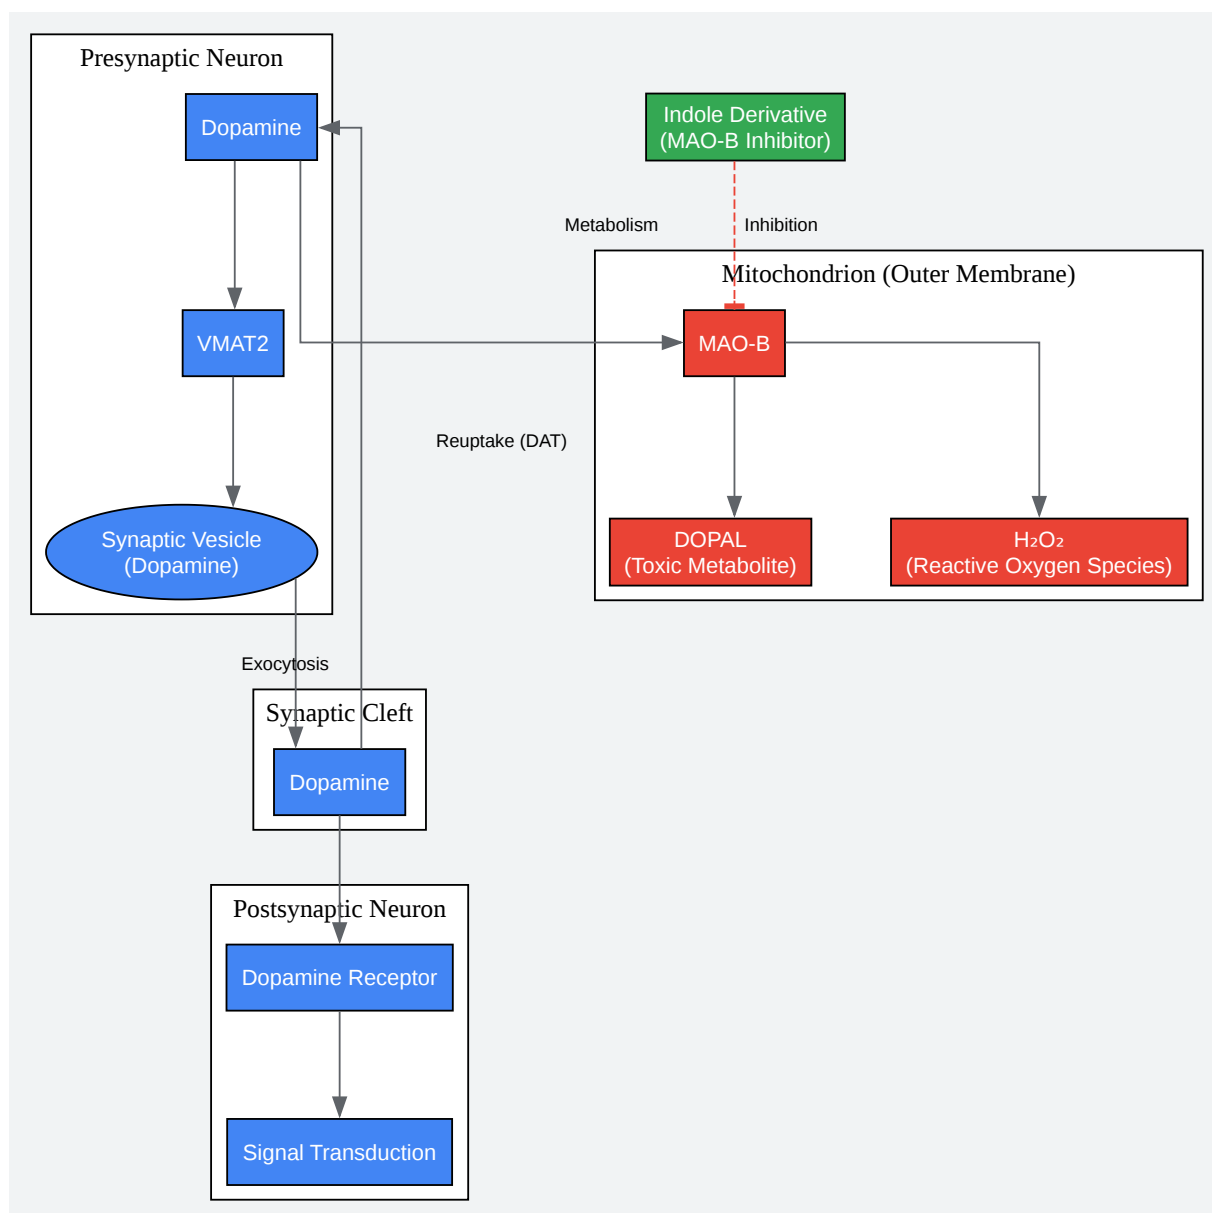 Presynaptic Neuron
Dopamine
Indole Derivative
(MAO-B Inhibitor)
Metabolism
Inhibition
Mitochondrion (Outer Membrane)
VMAT2
MAO-B
Reuptake (DAT)
Synaptic Vesicle
(Dopamine)
DOPAL
(Toxic Metabolite)
H₂O₂
(Reactive Oxygen Species)
Exocytosis
Synaptic Cleft
Dopamine
Postsynaptic Neuron
Dopamine Receptor
Signal Transduction